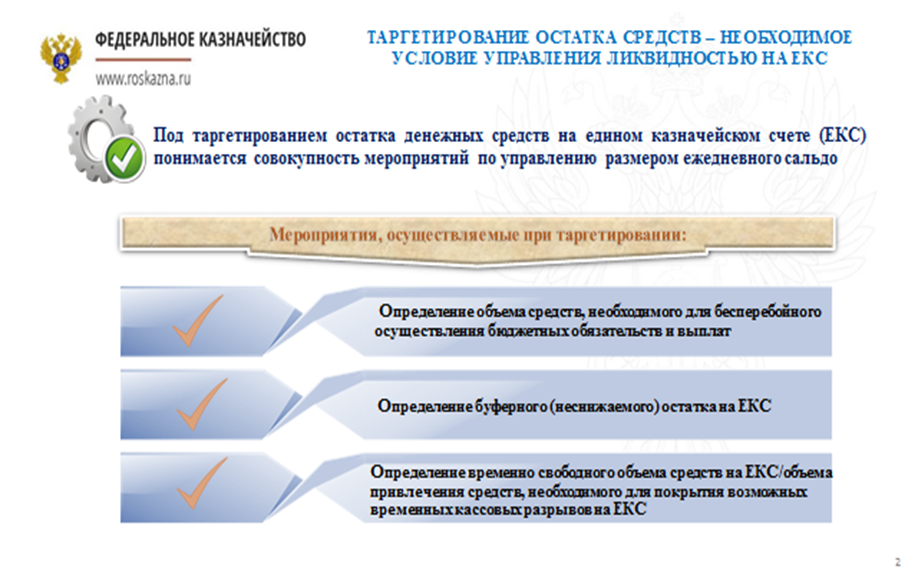 ФЕДЕРАЛЬНОЕ КАЗНАЧЕЙСТВО
www.roskazna.ru
ТАРГЕТИРОВАНИЕ ОСТАТКА СРЕДСТВ – НЕОБХОДИМОЕ
УСЛОВИЕ УПРАВЛЕНИЯ ЛИКВИДНОСТЬЮ НА ЕКС
Под таргетированием остатка денежных средств на едином казначейском счете (ЕКС)
понимается совокупность мероприятий по управлению размером ежедневного сальдо
Мероприятия, осуществляемые при таргетировании:
Определение объема средств, необходимого для бесперебойного
осуществления бюджетных обязательств и выплат
Определение буферного (неснижаемого) остатка на ЕКС
Определение временно свободного объема средств на ЕКС/объема
привлечения средств, необходимого для покрытия возможных
временных кассовых разрывов на ЕКС
2